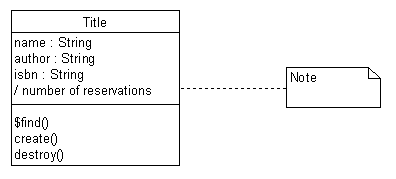 Title
name : String
author : String
isbn : String
/ number of reservations
$find()
create()
destroy()
Note